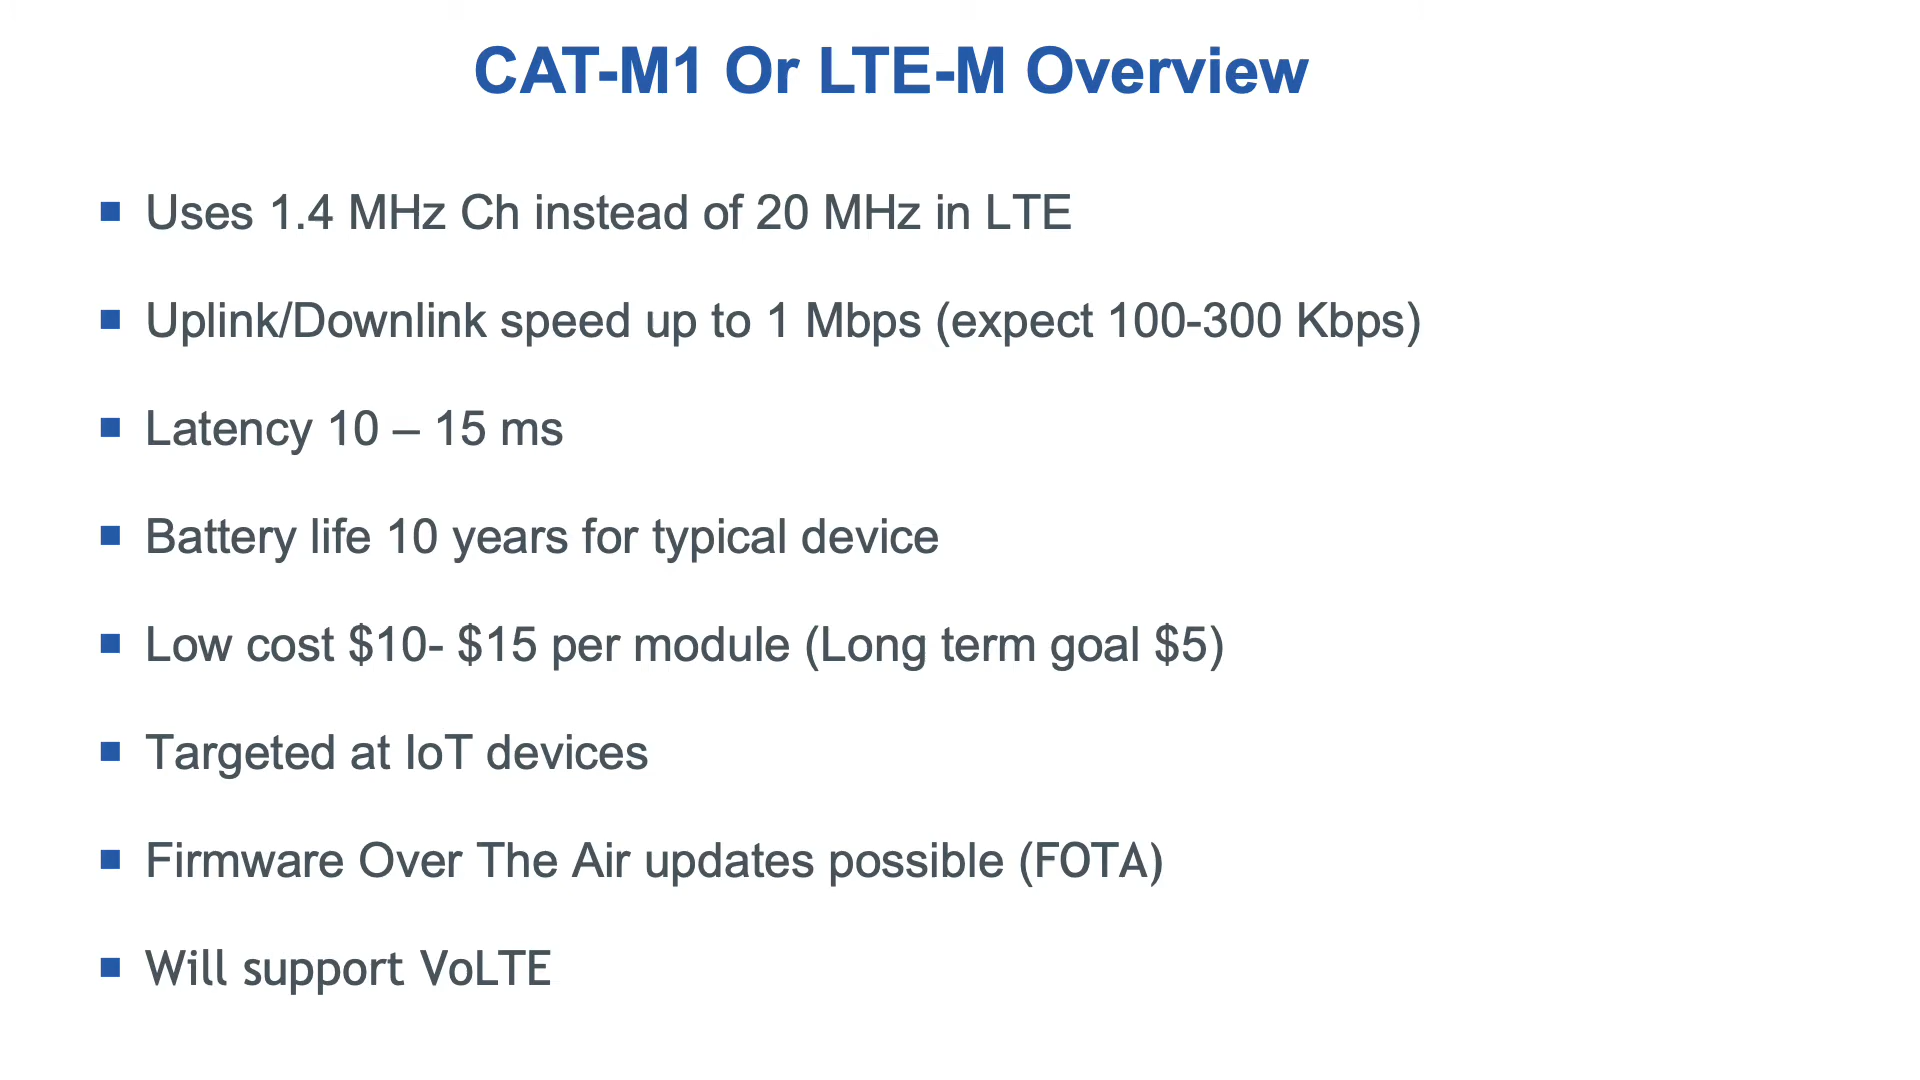 CAT-M1 Or LTE-M Overview
Uses 1.4 MHz Ch instead of 20 MHz in LTE
Uplink/Downlink speed up to 1 Mbps (expect 100-300 Kbps)
Latency 10 – 15 ms
Battery life 10 years for typical device
Low cost $10- $15 per module (Long term goal $5)
Targeted at IoT devices
Firmware Over The Air updates possible (FOTA)
Will support VoLTE